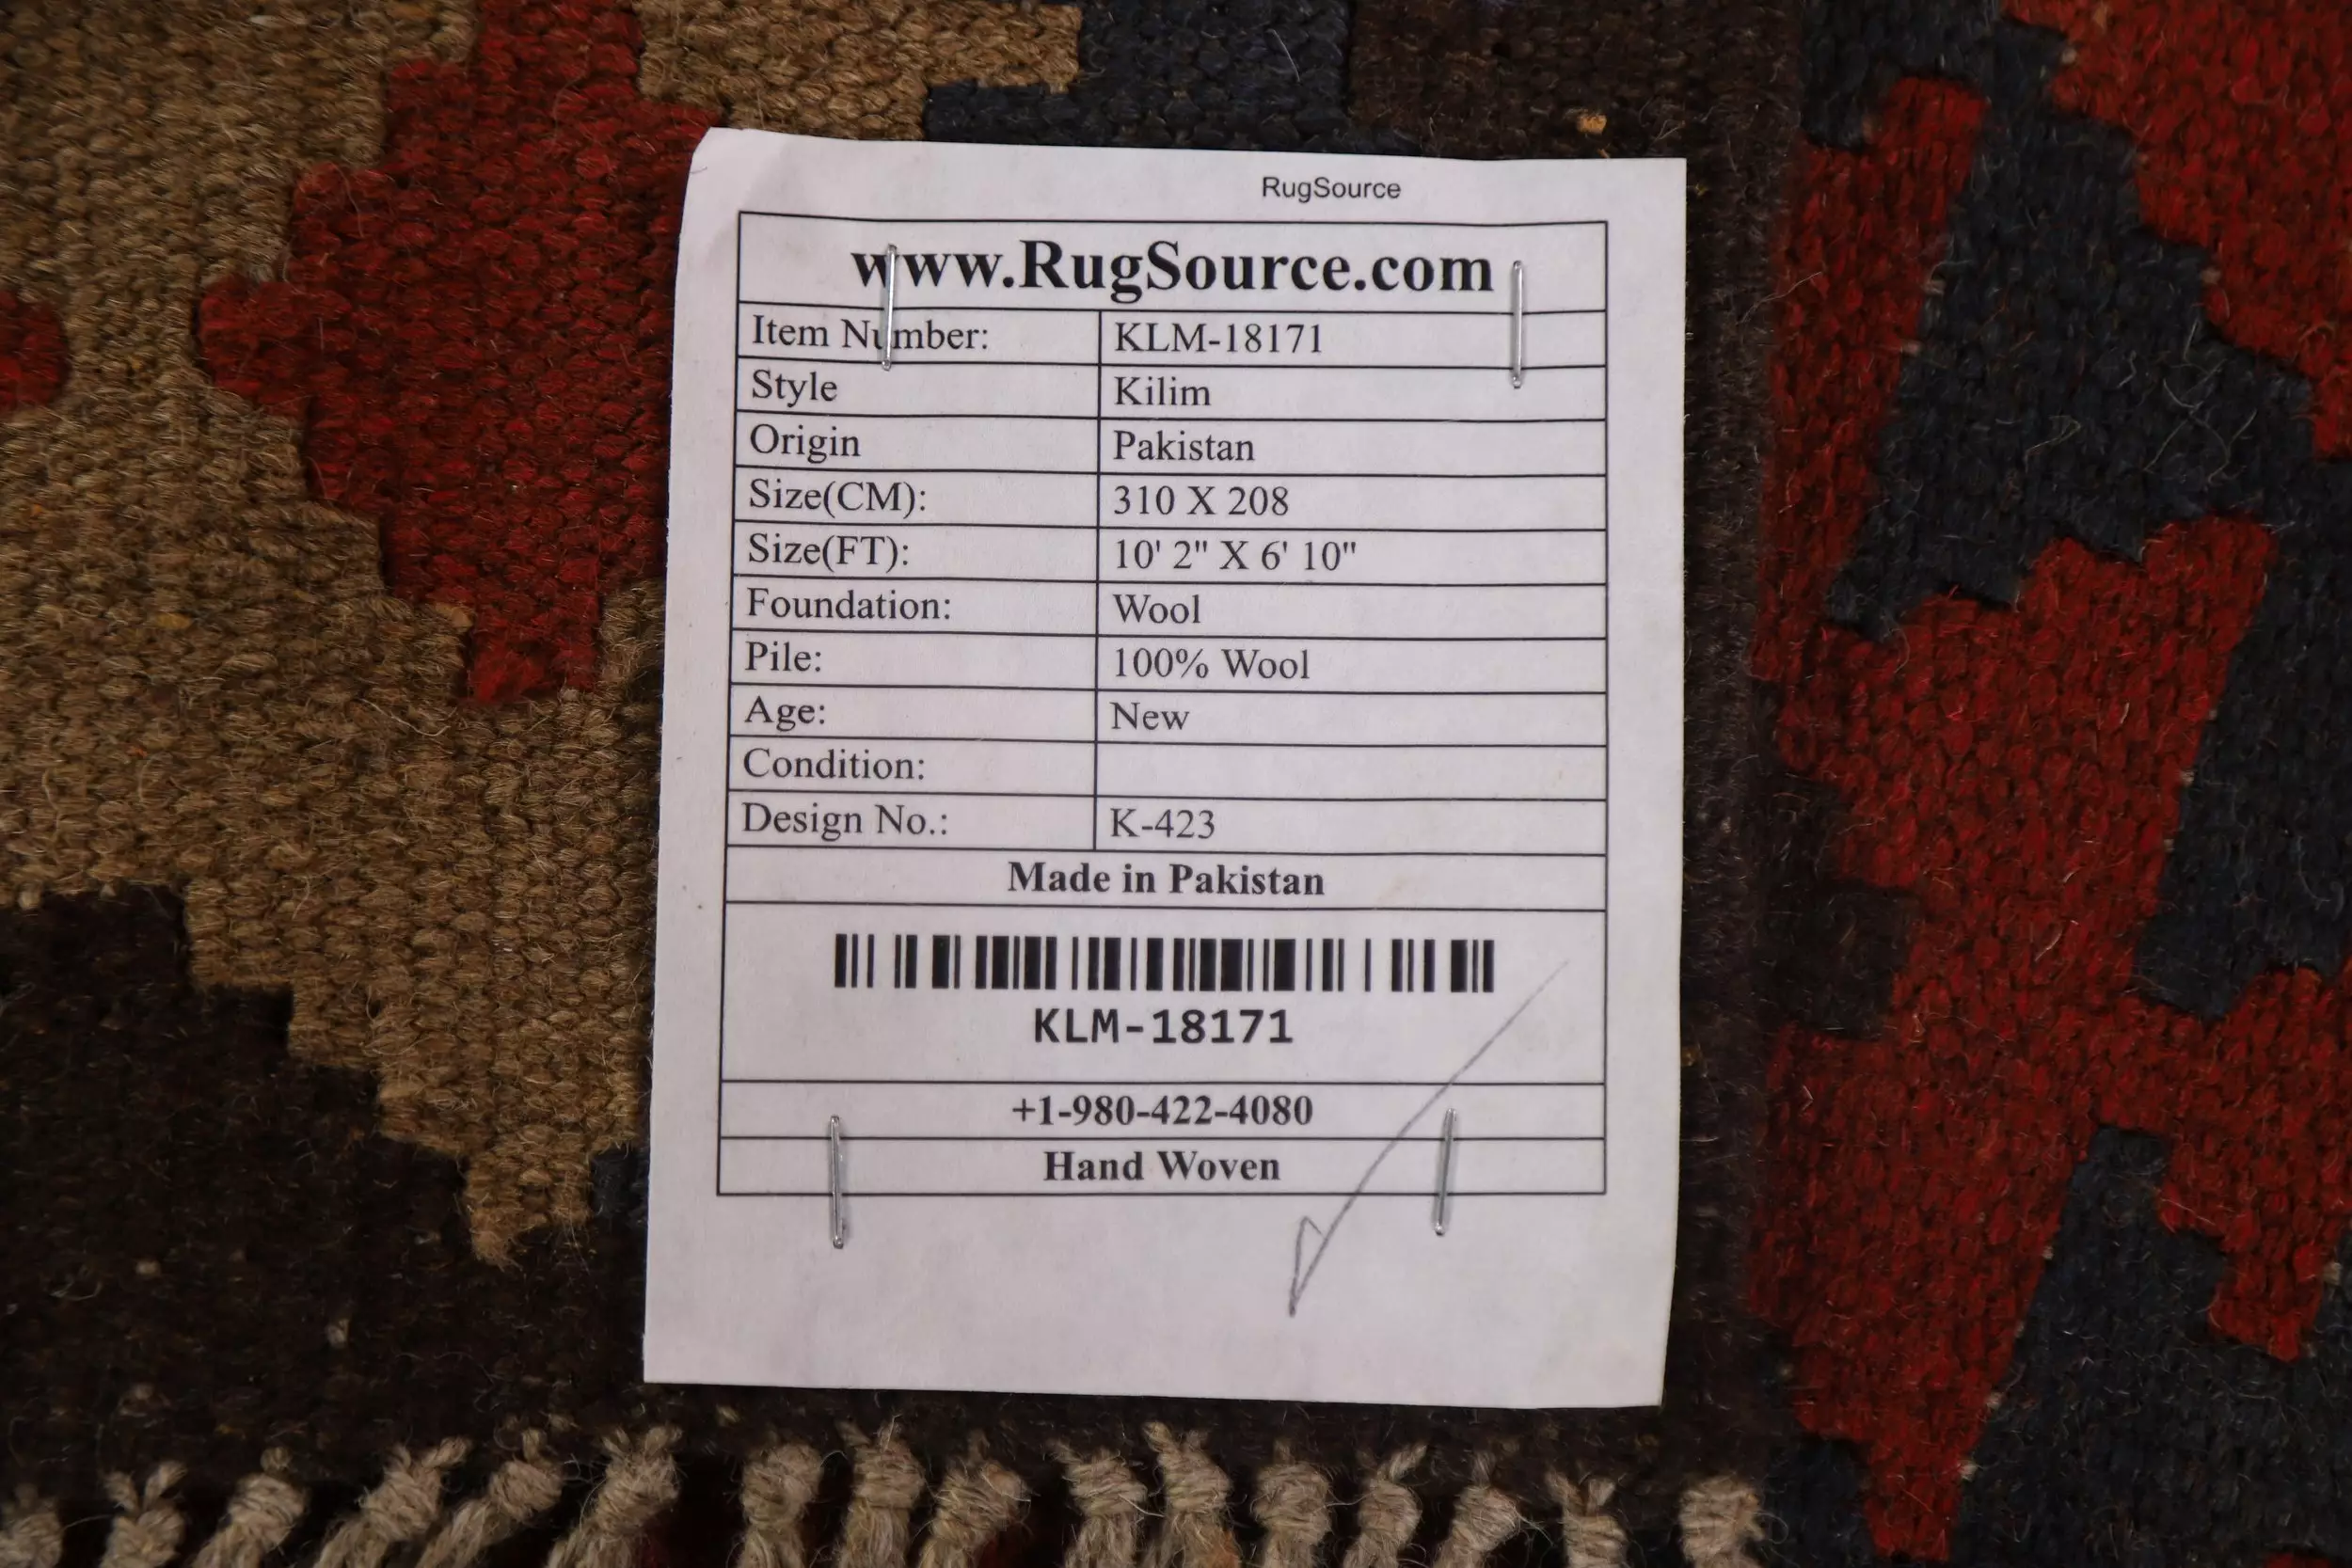 RugSource
www.RugSource.com
Item Number: KLM-18171
Style Kilim
Origin Pakistan
Size(CM): 310 X 208
Size(FT): 10' 2" X 6' 10"
Foundation: Wool
Pile: 100% Wool
Age: New
Condition:
Design No.: K-423
Made in Pakistan
KLM-18171
+1-980-422-4080
Hand Woven